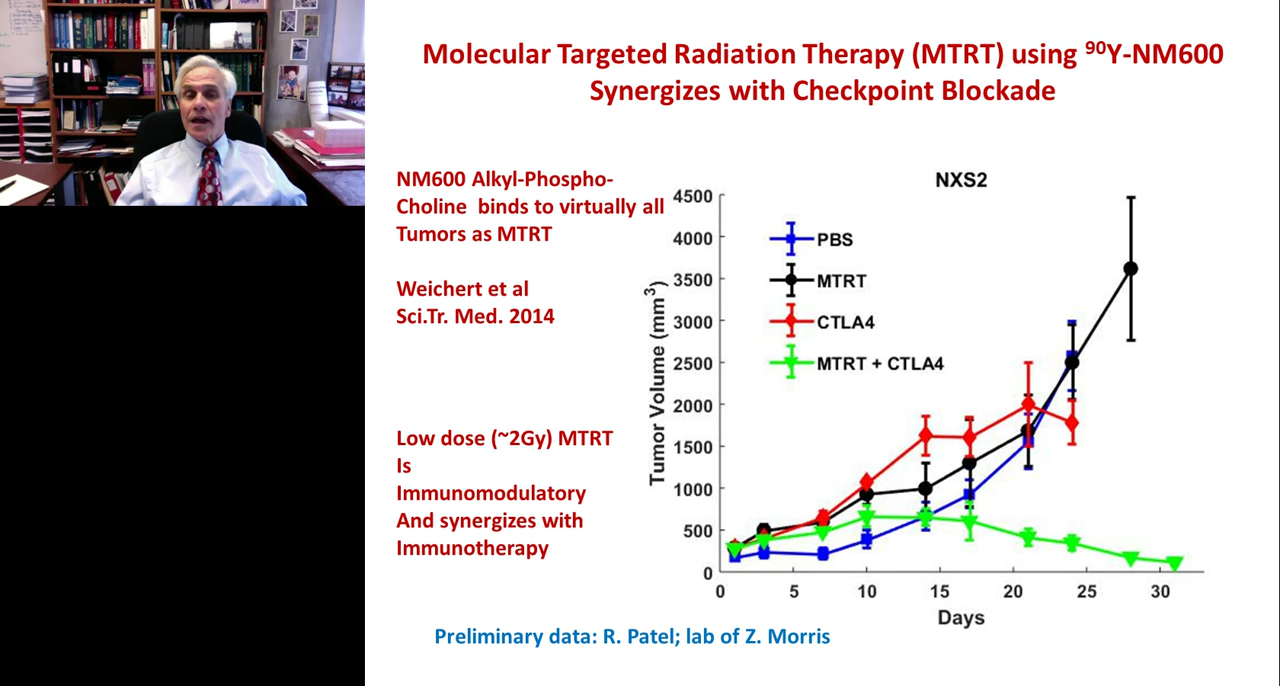 Molecular Targeted Radiation Therapy (MTRT) using ⁹⁰Y-NM600
Synergizes with Checkpoint Blockade
NM600 Alkyl-Phospho-
Choline binds to virtually all
Tumors as MTRT
Weichert et al
Sci.Tr. Med. 2014
Low dose (~2Gy) MTRT
Is
Immunomodulatory
And synergizes with
Immunotherapy
NXS2
PBS
MTRT
CTLA4
MTRT + CTLA4
Tumor Volume (mm³)
4500
4000
3500
3000
2500
2000
1500
1000
500
0
0 5 10 15 20 25 30
Days
Preliminary data: R. Patel; lab of Z. Morris